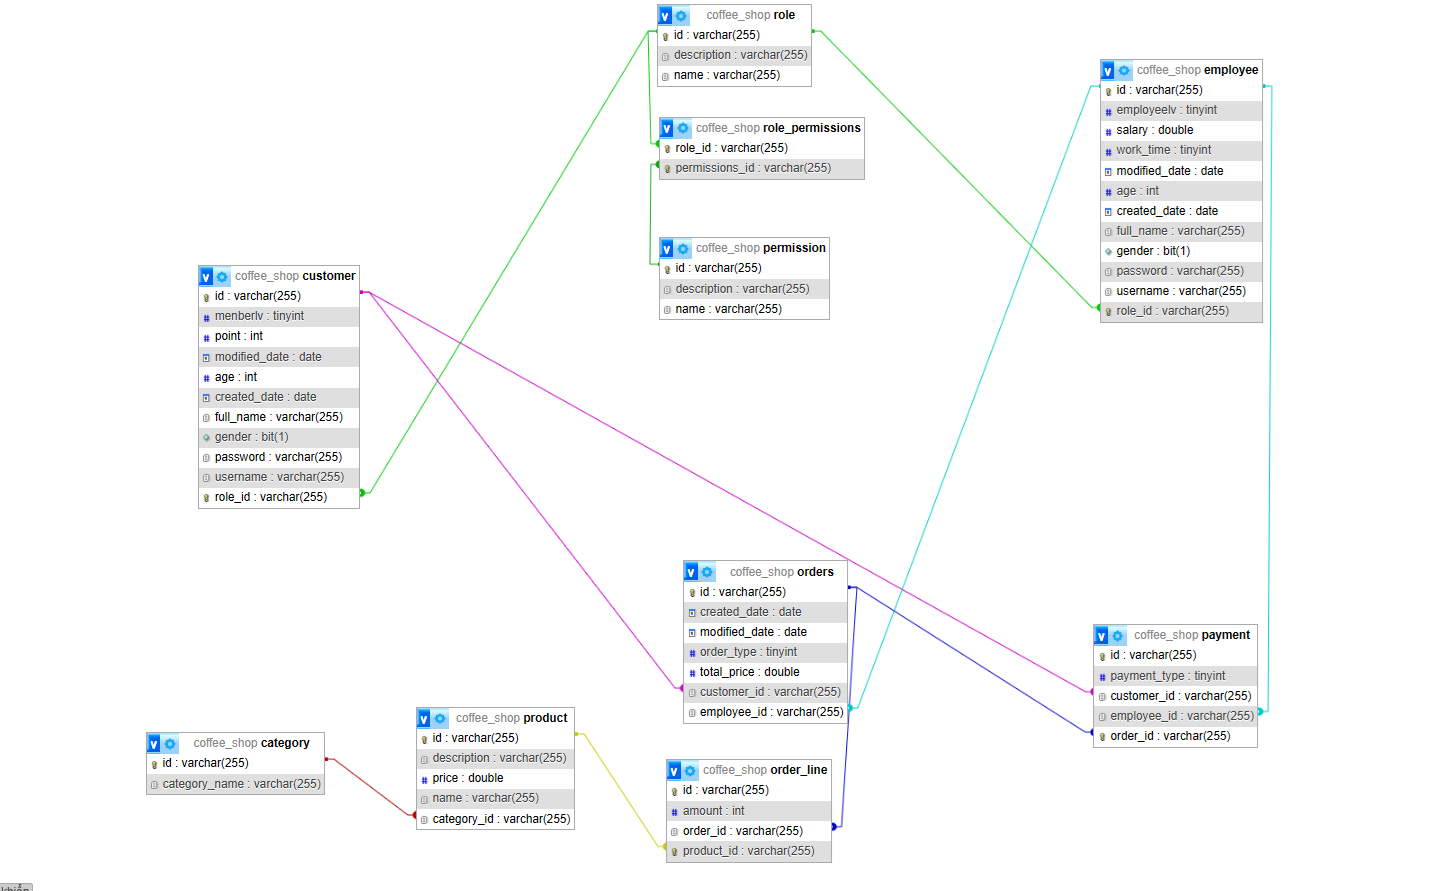 coffee_shop role
id : varchar(255)
description : varchar(255)
name : varchar(255)
coffee_shop employee
id : varchar(255)
employeelv : tinyint
salary : double
work_time : tinyint
modified_date : date
age : int
created_date : date
full_name : varchar(255)
gender : bit(1)
password : varchar(255)
username : varchar(255)
role_id : varchar(255)
coffee_shop role_permissions
role_id : varchar(255)
permissions_id : varchar(255)
coffee_shop permission
id : varchar(255)
description : varchar(255)
name : varchar(255)
coffee_shop customer
id : varchar(255)
menberlv : tinyint
point : int
modified_date : date
age : int
created_date : date
full_name : varchar(255)
gender : bit(1)
password : varchar(255)
username : varchar(255)
role_id : varchar(255)
coffee_shop orders
id : varchar(255)
created_date : date
modified_date : date
order_type : tinyint
total_price : double
customer_id : varchar(255)
employee_id : varchar(255)
coffee_shop payment
id : varchar(255)
payment_type : tinyint
customer_id : varchar(255)
employee_id : varchar(255)
order_id : varchar(255)
coffee_shop category
id : varchar(255)
category_name : varchar(255)
coffee_shop product
id : varchar(255)
description : varchar(255)
price : double
name : varchar(255)
category_id : varchar(255)
coffee_shop order_line
id : varchar(255)
amount : int
order_id : varchar(255)
product_id : varchar(255)